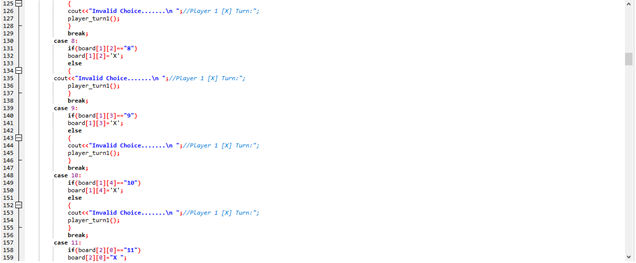 125 {
126 cout<<"Invalid Choice.......\n ";//Player 1 [X] Turn:";
127 player_turn1();
128 }
129 break;
130 case 8:
131 if(board[1][2]=="8")
132 board[1][2]='X';
133 else
134 {
135 cout<<"Invalid Choice.......\n ";//Player 1 [X] Turn:";
136 player_turn1();
137 }
138 break;
139 case 9:
140 if(board[1][3]=="9")
141 board[1][3]='X';
142 else
143 {
144 cout<<"Invalid Choice.......\n ";//Player 1 [X] Turn:";
145 player_turn1();
146 }
147 break;
148 case 10:
149 if(board[1][4]=="10")
150 board[1][4]='X';
151 else
152 {
153 cout<<"Invalid Choice.......\n ";//Player 1 [X] Turn:";
154 player_turn1();
155 }
156 break;
157 case 11:
158 if(board[2][0]=="11")
159 board[2][0]="X ";